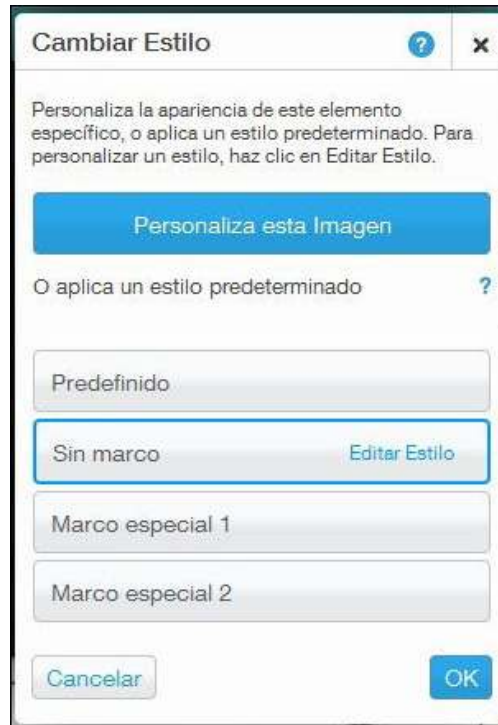 Cambiar Estilo ? ×
Personaliza la apariencia de este elemento
específico, o aplica un estilo predeterminado. Para
personalizar un estilo, haz clic en Editar Estilo.
Personaliza esta Imagen
O aplica un estilo predeterminado ?
Predefinido
Sin marco Editar Estilo
Marco especial 1
Marco especial 2
Cancelar OK